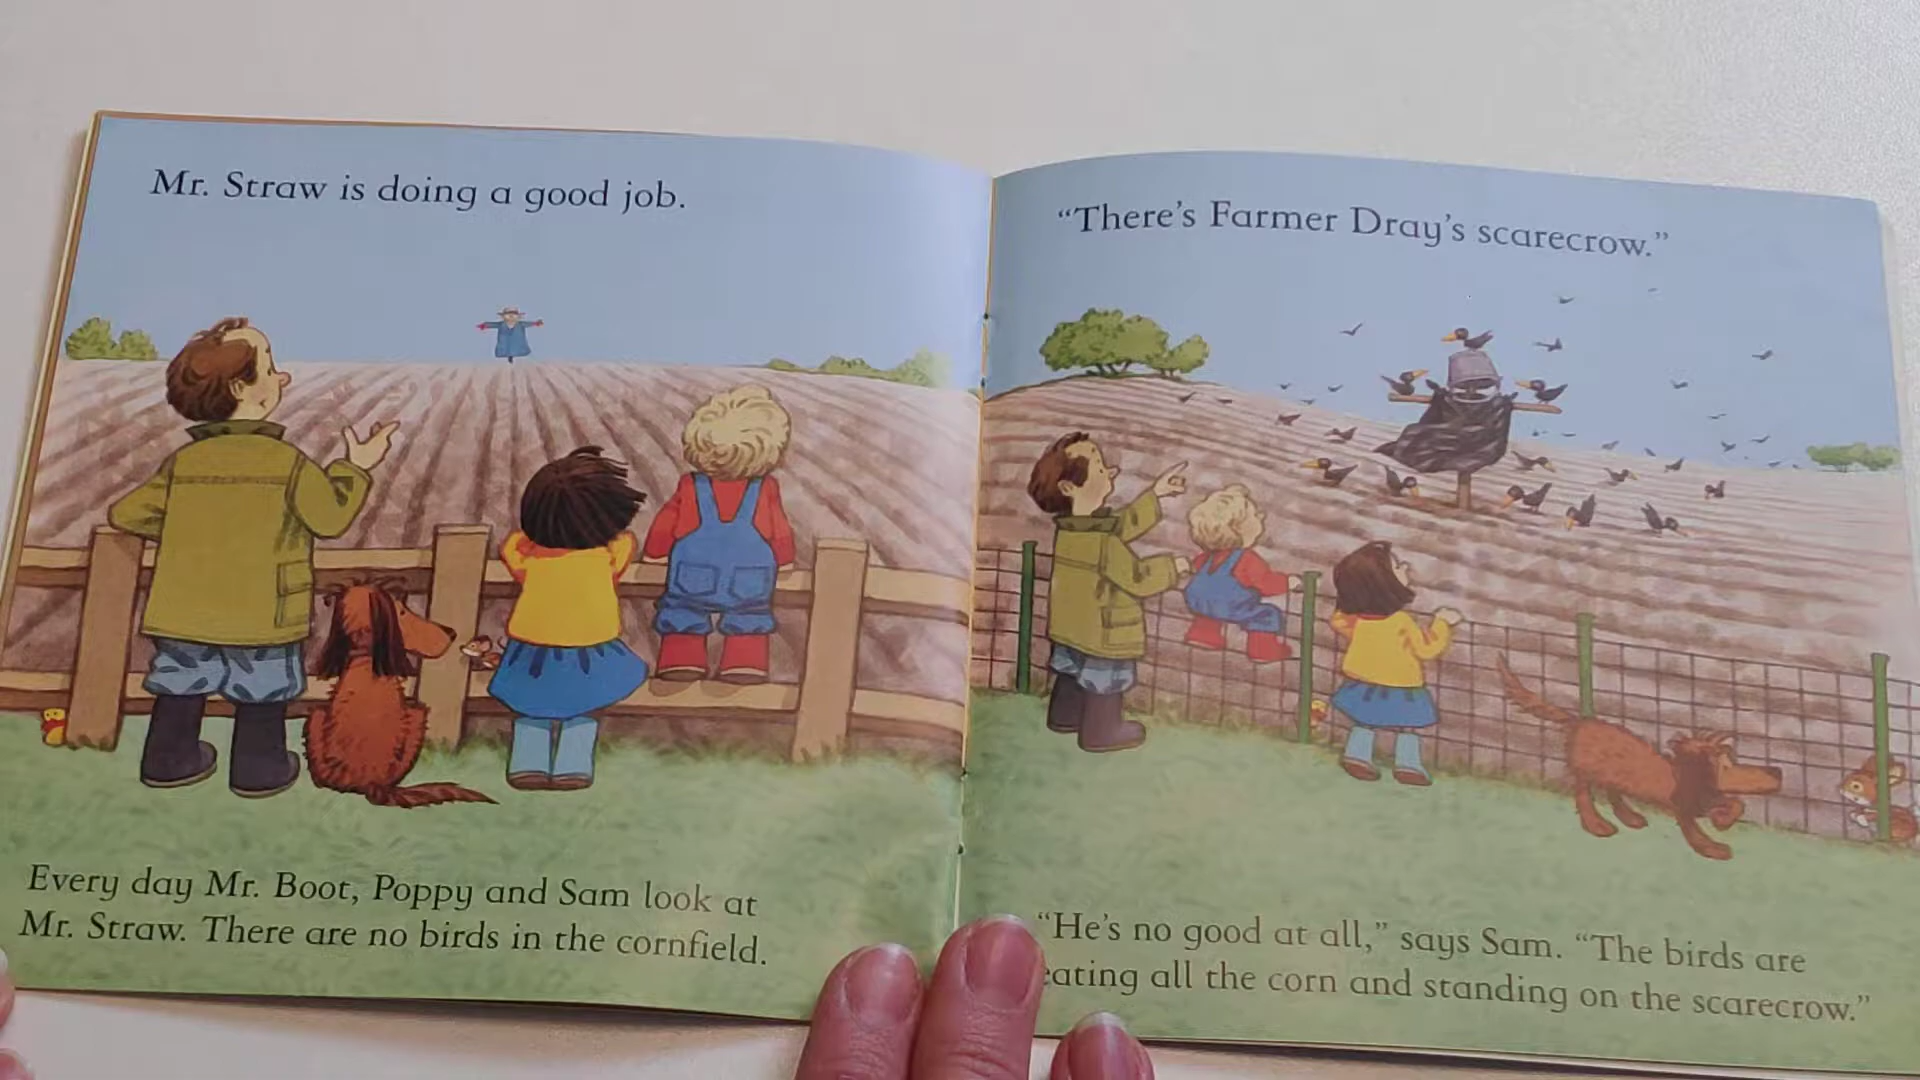 Mr. Straw is doing a good job.
Every day Mr. Boot, Poppy and Sam look at
Mr. Straw. There are no birds in the cornfield.
“There’s Farmer Dray’s scarecrow.”
“He’s no good at all,” says Sam. “The birds are
eating all the corn and standing on the scarecrow.”